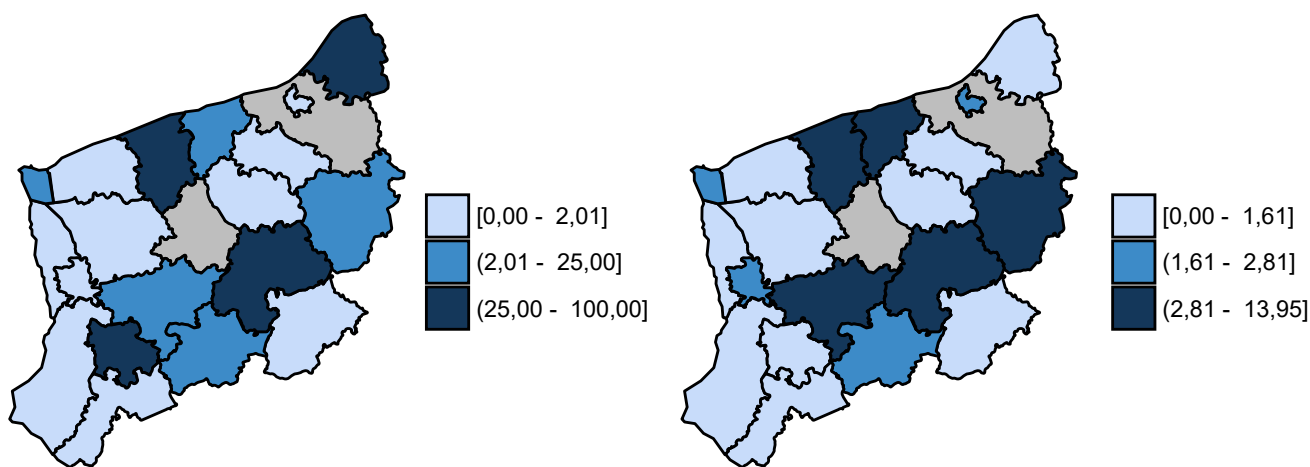 [0,00 - 2,01]
(2,01 - 25,00]
(25,00 - 100,00]
[0,00 - 1,61]
(1,61 - 2,81]
(2,81 - 13,95]